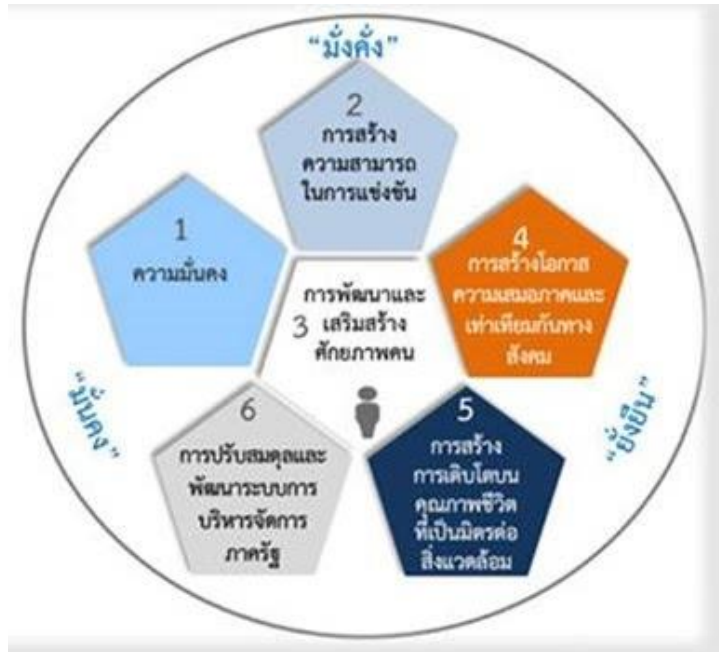 “มั่งคั่ง”
2
การสร้าง
ความสามารถ
ในการแข่งขัน
1
ความมั่นคง
4
การสร้างโอกาส
ความเสมอภาคและ
เท่าเทียมกันทาง
สังคม
การพัฒนาและ
3 เสริมสร้าง
ศักยภาพคน
“มั่นคง”
“ยั่งยืน”
6
การปรับสมดุลและ
พัฒนาระบบการ
บริหารจัดการ
ภาครัฐ
5
การสร้าง
การเติบโตบน
คุณภาพชีวิต
ที่เป็นมิตรต่อ
สิ่งแวดล้อม